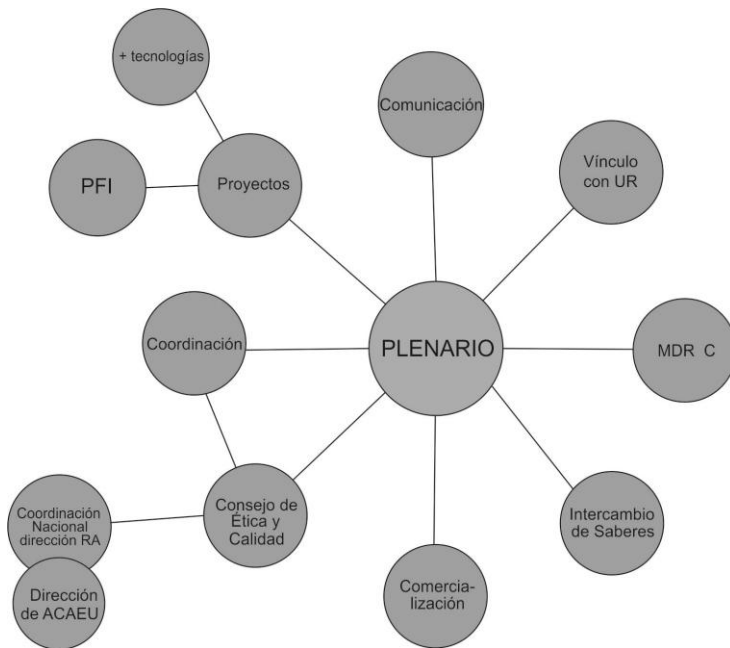 + tecnologías
Comunicación
Vínculo
con UR
PFI
Proyectos
Coordinación
PLENARIO
MDR C
Coordinación
Nacional
dirección RA
Consejo de
Ética y
Calidad
Intercambio
de Saberes
Dirección
de ACAEU
Comercia-
lización